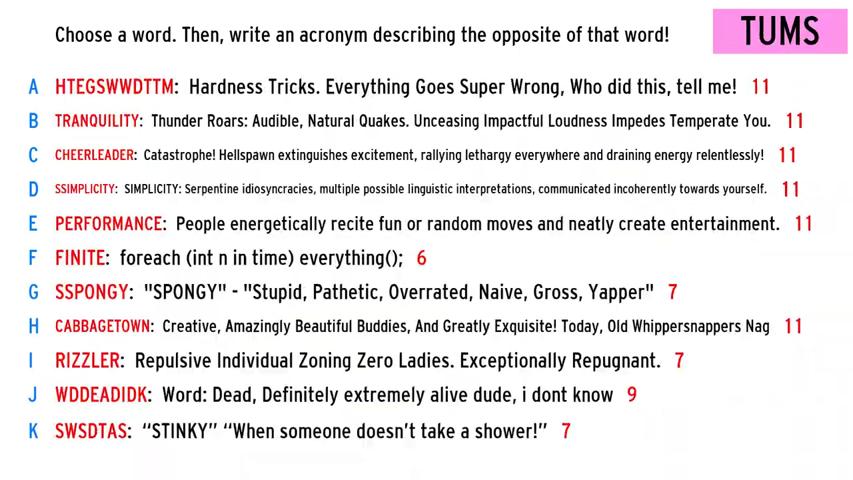 Choose a word. Then, write an acronym describing the opposite of that word!
TUMS
A HTEGSWWDTTM: Hardness Tricks. Everything Goes Super Wrong, Who did this, tell me! 11
B TRANQUILITY: Thunder Roars: Audible, Natural Quakes. Unceasing Impactful Loudness Impedes Temperate You. 11
C CHEERLEADER: Catastrophe! Hellspawn extinguishes excitement, rallying lethargy everywhere and draining energy relentlessly! 11
D SSIMPLICITY: SIMPLICITY: Serpentine idiosyncracies, multiple possible linguistic interpretations, communicated incoherently towards yourself. 11
E PERFORMANCE: People energetically recite fun or random moves and neatly create entertainment. 11
F FINITE: foreach (int n in time) everything(); 6
G SSPONGY: "SPONGY" - "Stupid, Pathetic, Overrated, Naive, Gross, Yapper" 7
H CABBAGETOWN: Creative, Amazingly Beautiful Buddies, And Greatly Exquisite! Today, Old Whippersnappers Nag 11
I RIZZLER: Repulsive Individual Zoning Zero Ladies. Exceptionally Repugnant. 7
J WDDEADIDK: Word: Dead, Definitely extremely alive dude, i dont know 9
K SWSDTAS: “STINKY” “When someone doesn’t take a shower!” 7